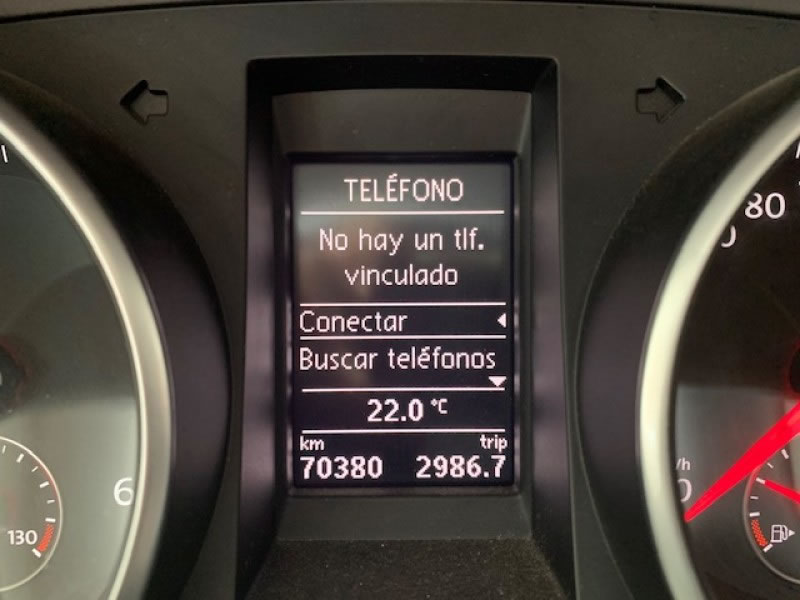 TELÉFONO
No hay un tlf.
vinculado
Conectar
Buscar teléfonos
22.0 °C
km trip
70380 2986.7
6
130
80